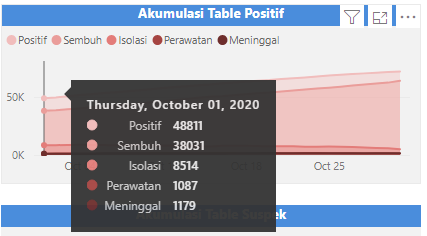 Akumulasi Table Positif
Positif Sembuh Isolasi Perawatan Meninggal
50K
0K
Oct 25
Thursday, October 01, 2020
Positif 48811
Sembuh 38031
Isolasi 8514
Perawatan 1087
Meninggal 1179
Akumulasi Table Suspek